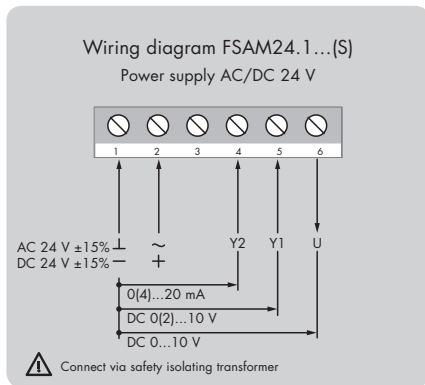 Wiring diagram FSAM24.1...(S)
Power supply AC/DC 24 V
1 2 3 4 5 6
AC 24 V ±15% ⊥ ~ Y2 Y1 U
DC 24 V ±15% − +
0(4)...20 mA
DC 0(2)...10 V
DC 0...10 V
Connect via safety isolating transformer